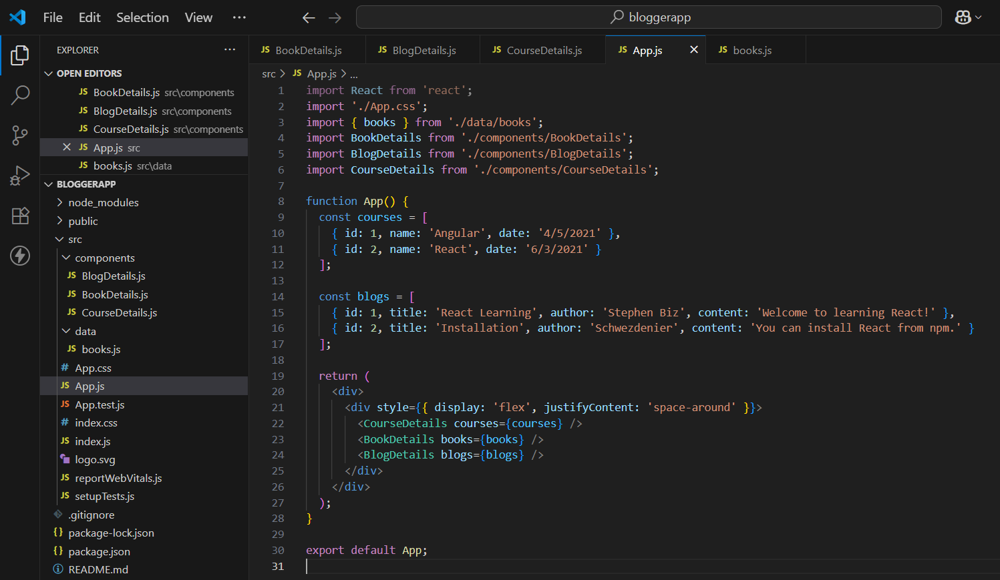 File Edit Selection View ···
bloggerapp
EXPLORER ···
OPEN EDITORS
JS BookDetails.js src\components
JS BlogDetails.js src\components
JS CourseDetails.js src\components
JS App.js src
JS books.js src\data
BLOGGERAPP
node_modules
public
src
components
JS BlogDetails.js
JS BookDetails.js
JS CourseDetails.js
data
JS books.js
# App.css
JS App.js
JS App.test.js
# index.css
JS index.js
logo.svg
JS reportWebVitals.js
JS setupTests.js
.gitignore
{} package-lock.json
{} package.json
README.md
JS BookDetails.js JS BlogDetails.js JS CourseDetails.js JS App.js JS books.js
src > JS App.js > ...
1 import React from 'react';
2 import './App.css';
3 import { books } from './data/books';
4 import BookDetails from './components/BookDetails';
5 import BlogDetails from './components/BlogDetails';
6 import CourseDetails from './components/CourseDetails';
7
8 function App() {
9 const courses = [
10 { id: 1, name: 'Angular', date: '4/5/2021' },
11 { id: 2, name: 'React', date: '6/3/2021' }
12 ];
13
14 const blogs = [
15 { id: 1, title: 'React Learning', author: 'Stephen Biz', content: 'Welcome to learning React!' },
16 { id: 2, title: 'Installation', author: 'Schwezdenier', content: 'You can install React from npm.' }
17 ];
18
19 return (
20 <div>
21 <div style={{ display: 'flex', justifyContent: 'space-around' }}>
22 <CourseDetails courses={courses} />
23 <BookDetails books={books} />
24 <BlogDetails blogs={blogs} />
25 </div>
26 </div>
27 );
28 }
29
30 export default App;
31